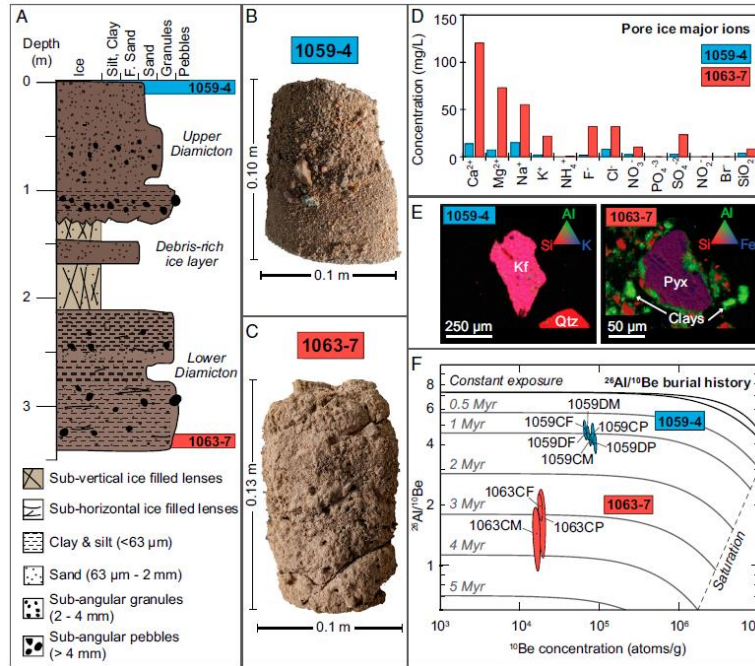 A
Depth
(m)
Ice
Silt, Clay
F. Sand
Sand
Granules
Pebbles
0
1059-4
Upper
Diamicton
1
Debris-rich
ice layer
2
Lower
Diamicton
3
1063-7
Sub-vertical ice filled lenses
Sub-horizontal ice filled lenses
Clay & silt (<63 µm)
Sand (63 µm - 2 mm)
Sub-angular granules
(2 - 4 mm)
Sub-angular pebbles
(> 4 mm)
B
1059-4
0.10 m
0.1 m
C
1063-7
0.13 m
0.1 m
D
Pore ice major ions
1059-4
1063-7
Concentration (mg/L)
150
100
50
0
Ca²⁺
Mg²⁺
Na⁺
K⁺
NH₄⁺
F⁻
Cl⁻
NO₃⁻
PO₄⁻³
SO₄⁻²
NO₂⁻
Br⁻
SiO₂
E
1059-4
Al
Si
K
Kf
Qtz
250 µm
1063-7
Al
Si
Fe
Pyx
Clays
50 µm
F
Constant exposure
²⁶Al/¹⁰Be burial history
0.5 Myr
1 Myr
2 Myr
3 Myr
4 Myr
5 Myr
1059DM
1059CF
1059CP
1059-4
1059DF
1059DP
1059CM
1063CF
1063-7
1063CM
1063CP
Saturation
²⁶Al/¹⁰Be
8
6
4
2
1
10³
10⁴
10⁵
10⁶
¹⁰Be concentration (atoms/g)